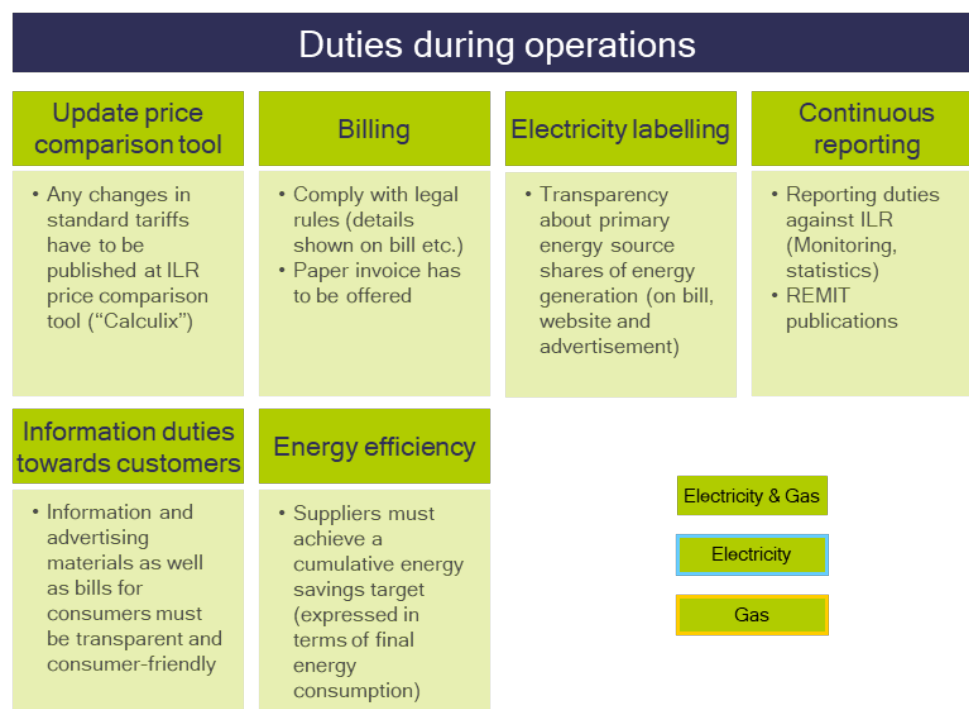 Duties during operations
Update price
comparison tool
• Any changes in
standard tariffs
have to be
published at ILR
price comparison
tool (“Calculix”)
Billing
• Comply with legal
rules (details
shown on bill etc.)
• Paper invoice has
to be offered
Electricity labelling
• Transparency
about primary
energy source
shares of energy
generation (on bill,
website and
advertisement)
Continuous
reporting
• Reporting duties
against ILR
(Monitoring,
statistics)
• REMIT
publications
Information duties
towards customers
• Information and
advertising
materials as well
as bills for
consumers must
be transparent and
consumer-friendly
Energy efficiency
• Suppliers must
achieve a
cumulative energy
savings target
(expressed in
terms of final
energy
consumption)
Electricity & Gas
Electricity
Gas